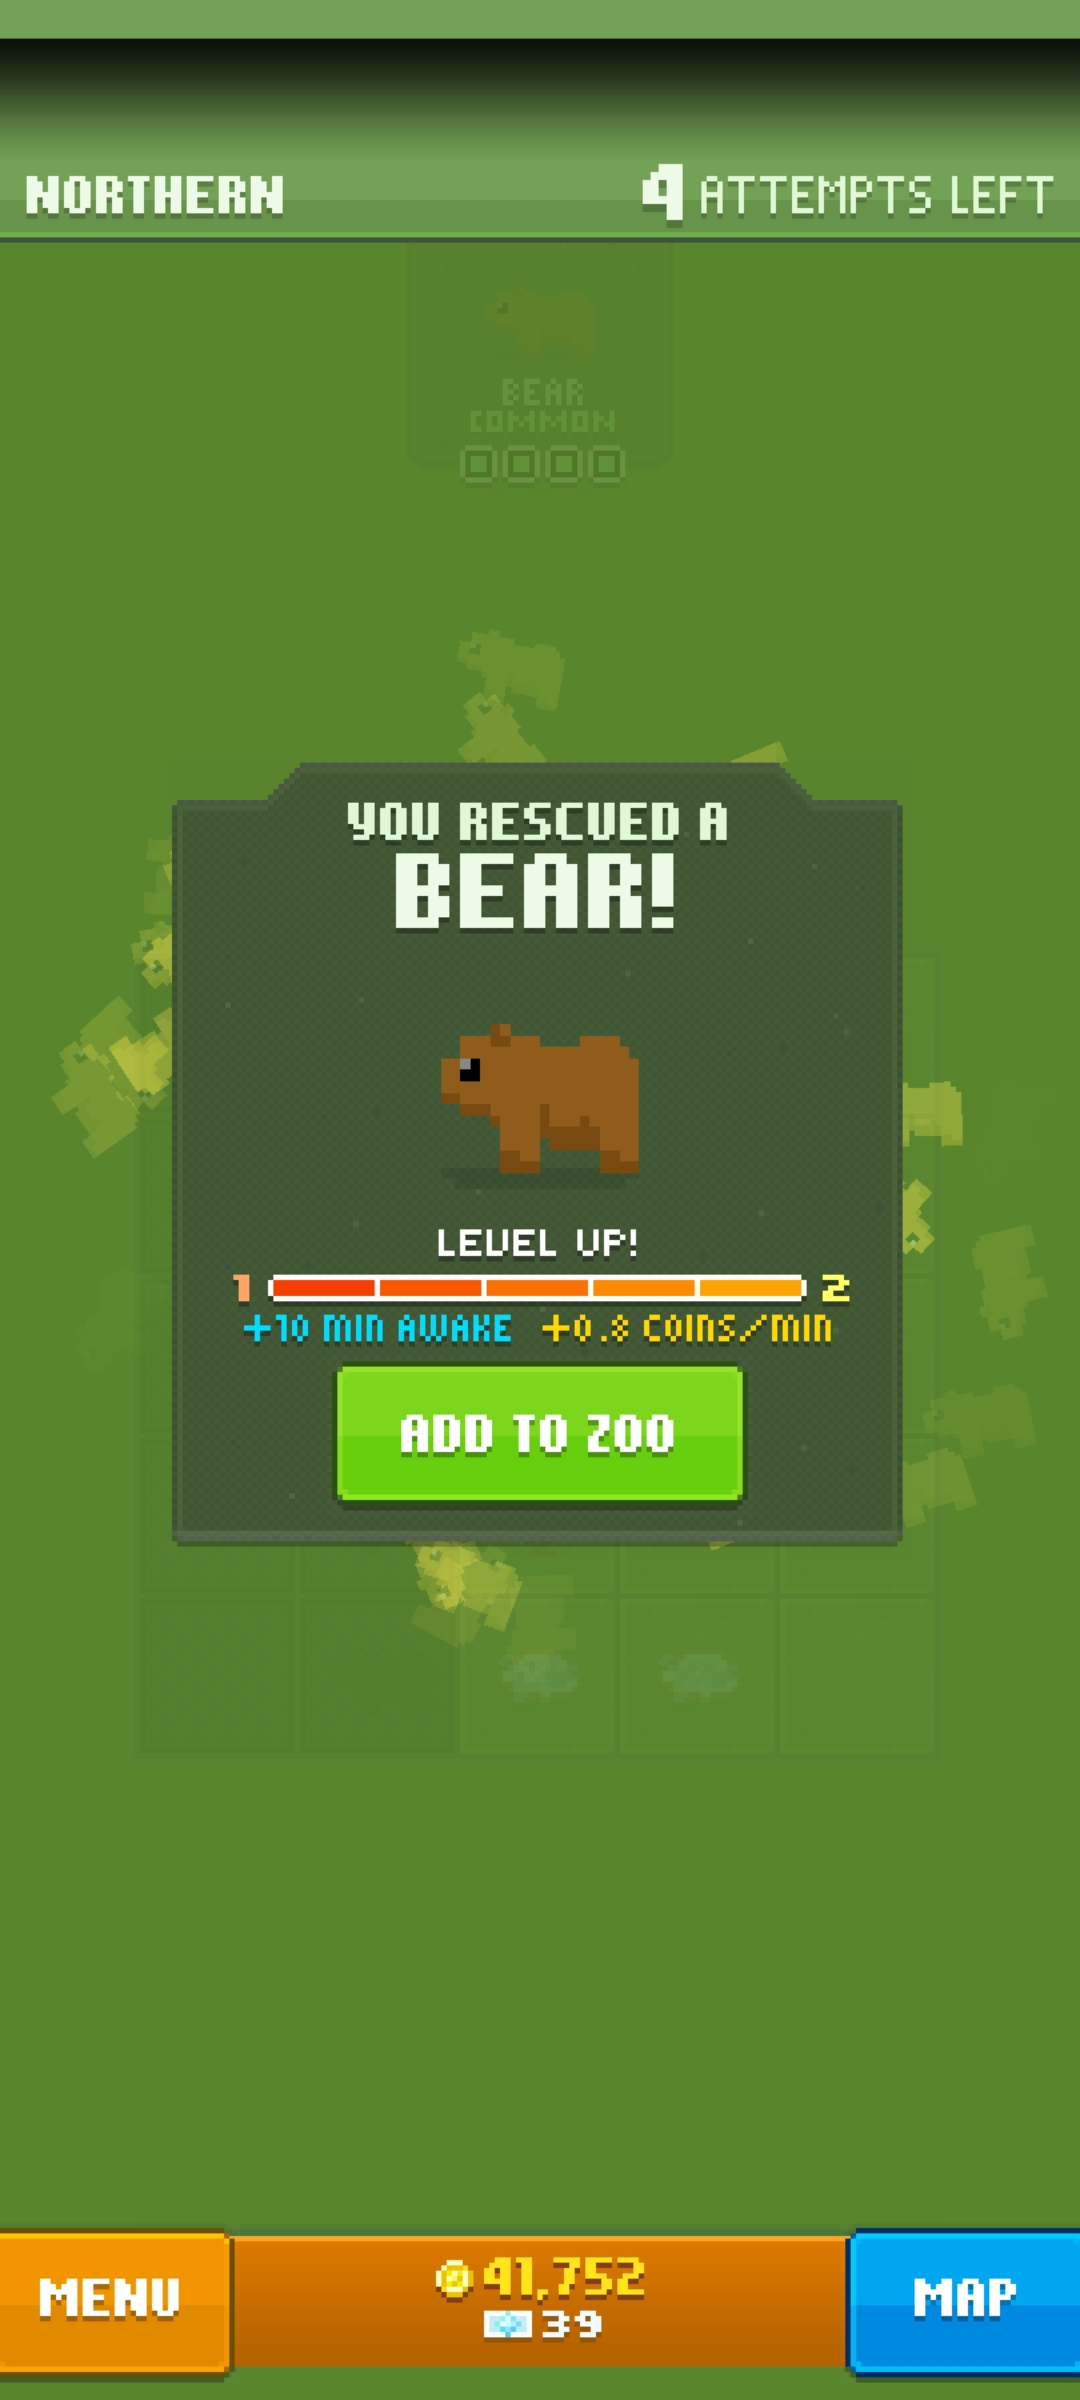 NORTHERN
4 ATTEMPTS LEFT
BEAR
COMMON
YOU RESCUED A
BEAR!
LEVEL UP!
1 2
+10 MIN AWAKE +0.8 COINS/MIN
ADD TO ZOO
MENU
41,752
39
MAP